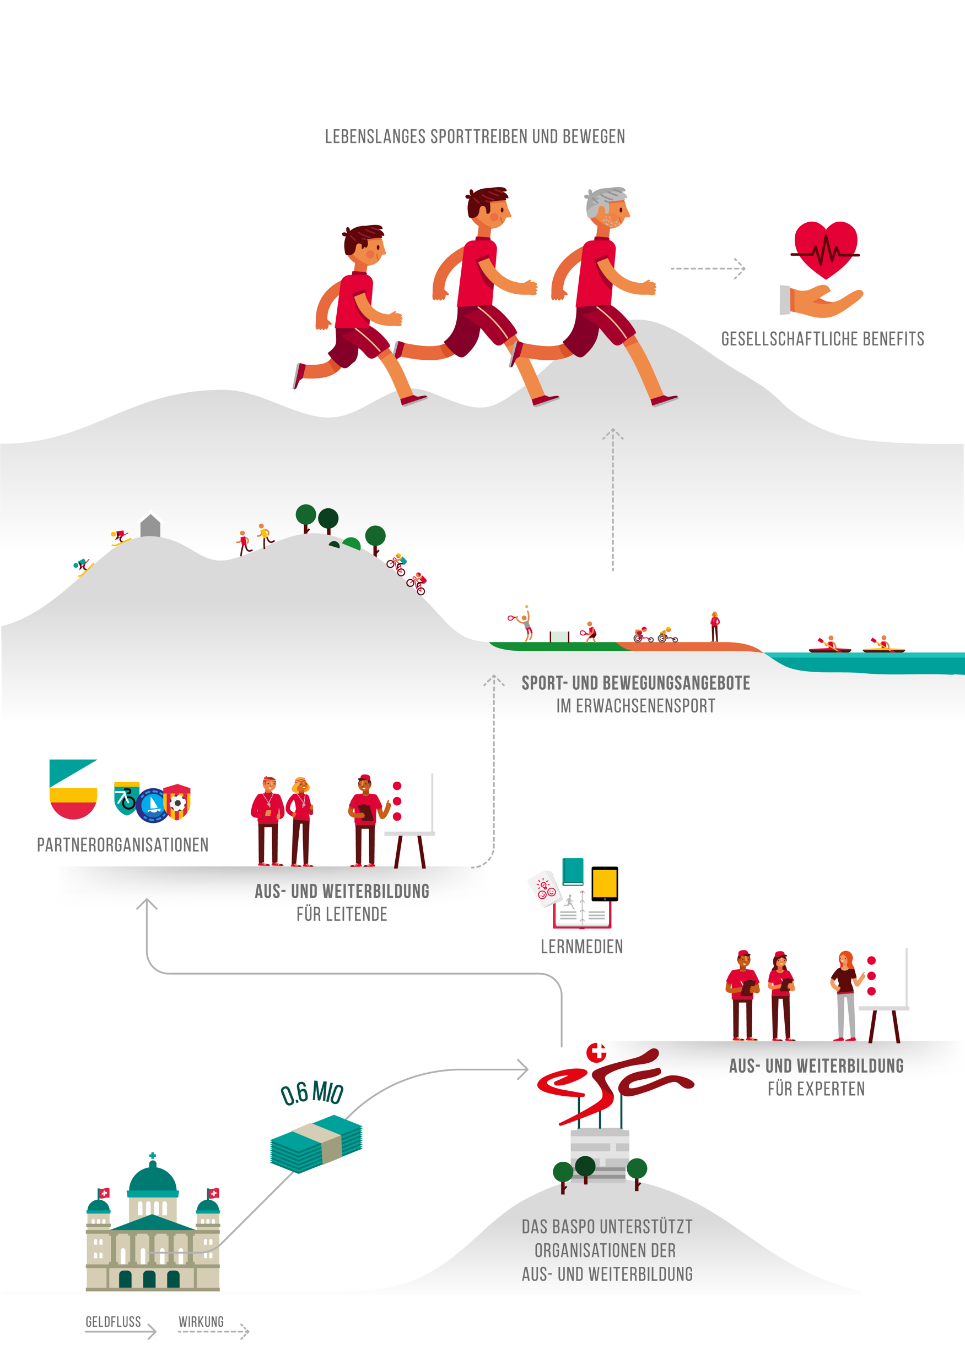 LEBENSLANGES SPORTTREIBEN UND BEWEGEN
GESELLSCHAFTLICHE BENEFITS
SPORT- UND BEWEGUNGSANGEBOTE
IM ERWACHSENENSPORT
PARTNERORGANISATIONEN
AUS- UND WEITERBILDUNG
FÜR LEITENDE
LERNMEDIEN
AUS- UND WEITERBILDUNG
FÜR EXPERTEN
0.6 MIO
DAS BASPO UNTERSTÜTZT
ORGANISATIONEN DER
AUS- UND WEITERBILDUNG
GELDFLUSS
WIRKUNG